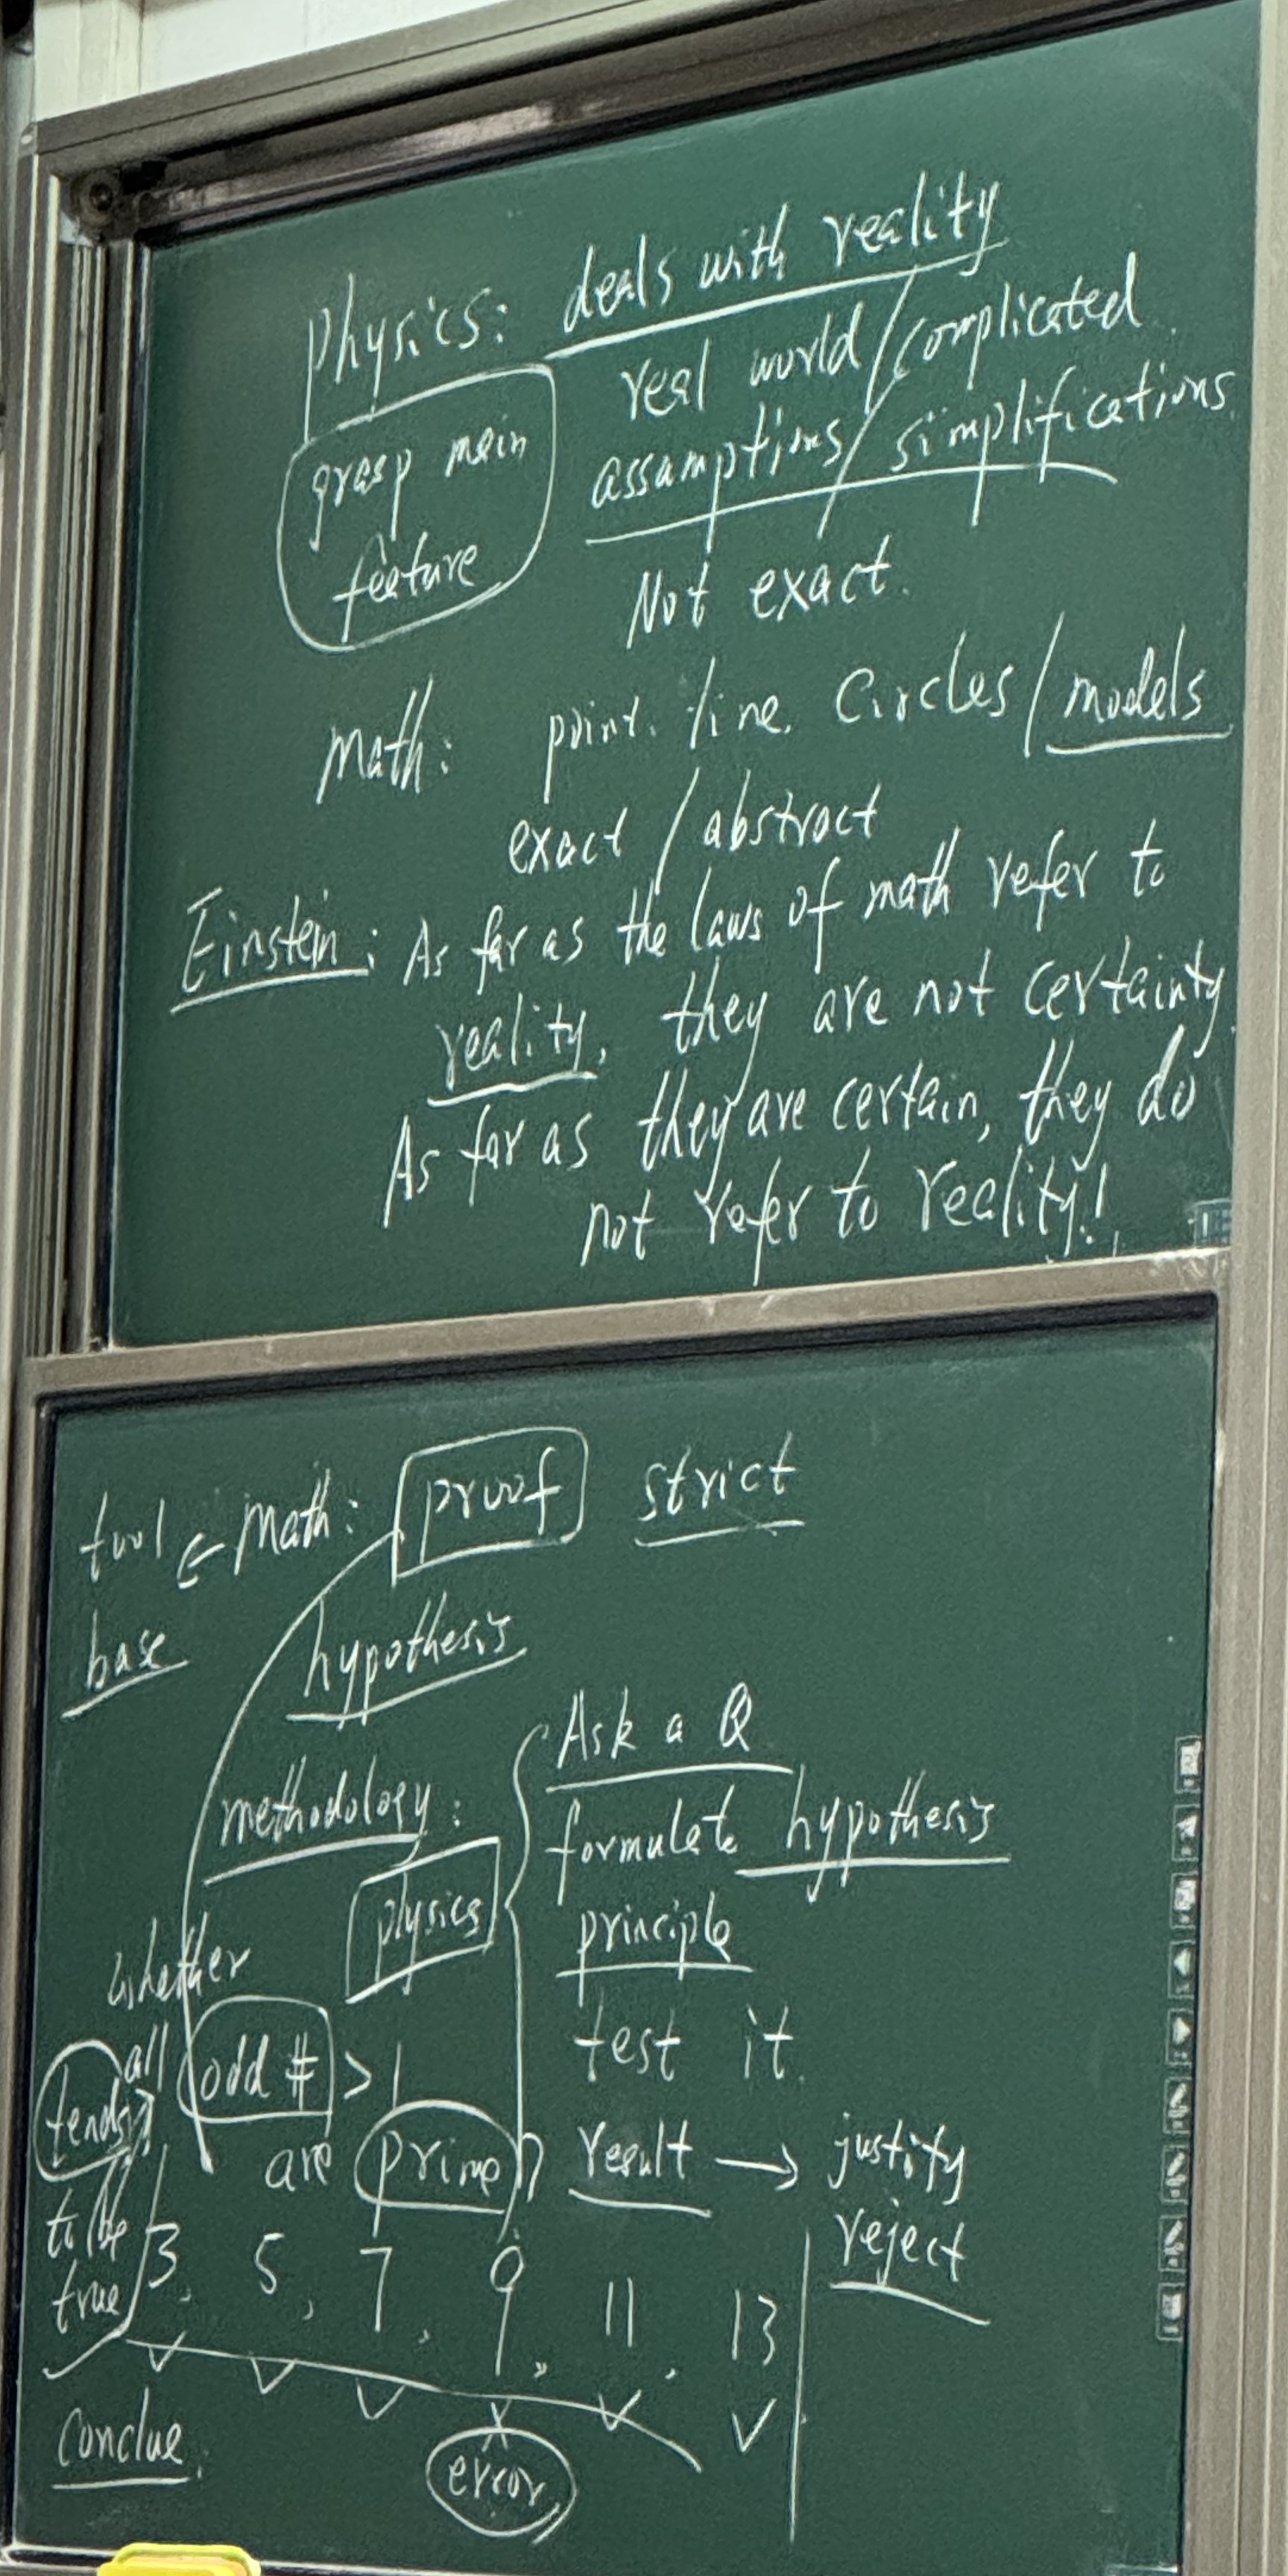 Physics: deals with reality
real world / complicated
grasp main
feature
assumptions / simplifications.
Not exact.
Math: point. line. Circles / models
exact / abstract
Einstein: As far as the laws of math refer to
reality, they are not certainty.
As far as they are certain, they do
not refer to reality!
tool ← Math: proof strict
base
hypothesis
methodology:
physics
Ask a Q
formulate hypothesis
principle
test it.
result → justify
reject
whether
all odd # > 1
are prime
tends
to be
true
3, 5, 7, 9, 11, 13
error
Conclue.